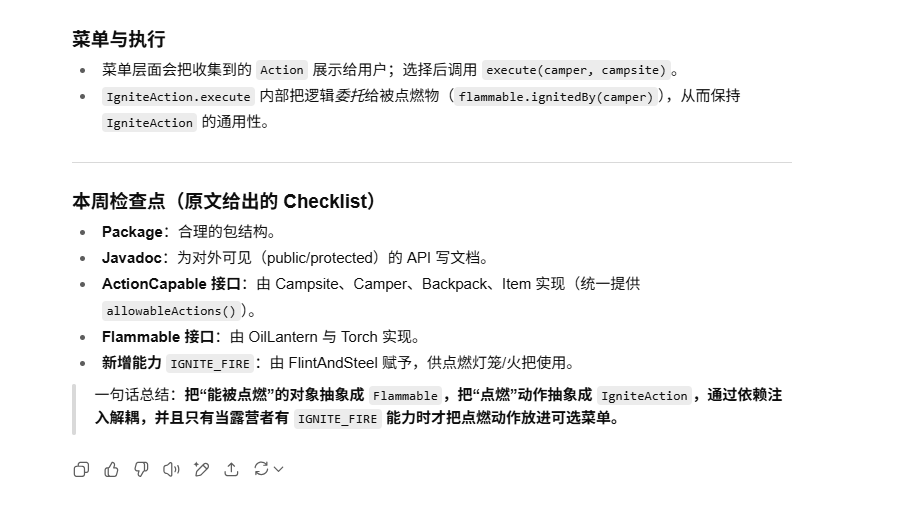 菜单与执行
菜单层面会把收集到的 Action 展示给用户；选择后调用 execute(camper, campsite)。
IgniteAction.execute 内部把逻辑委托给被点燃物（flammable.ignitedBy(camper)），从而保持
IgniteAction 的通用性。
本周检查点（原文给出的 Checklist）
Package：合理的包结构。
Javadoc：为对外可见（public/protected）的 API 写文档。
ActionCapable 接口：由 Campsite、Camper、Backpack、Item 实现（统一提供
allowableActions()）。
Flammable 接口：由 OilLantern 与 Torch 实现。
新增能力 IGNITE_FIRE：由 FlintAndSteel 赋予，供点燃灯笼/火把使用。
一句话总结：把“能被点燃”的对象抽象成 Flammable，把“点燃”动作抽象成 IgniteAction，通过依赖注
入解耦，并且只有当露营者有 IGNITE_FIRE 能力时才把点燃动作放进可选菜单。